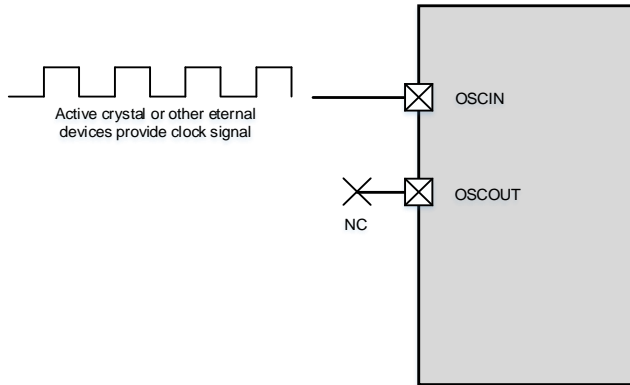 OSCIN
Active crystal or other eternal
devices provide clock signal
OSCOUT
NC